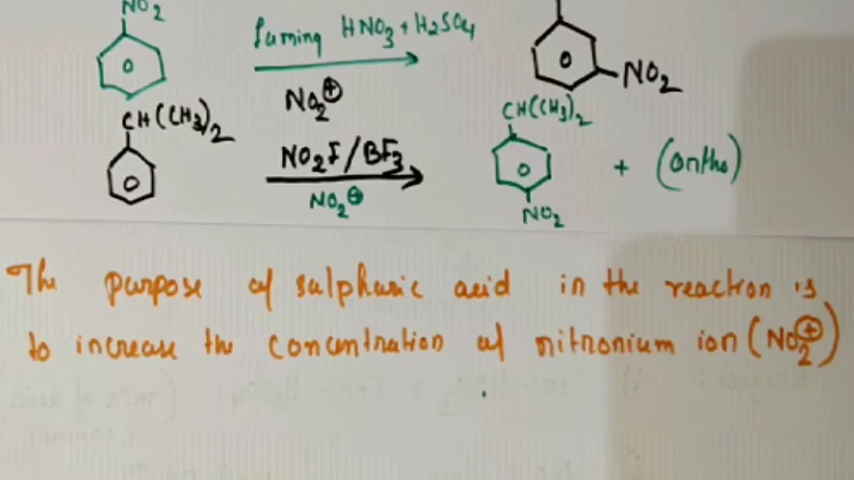 NO2
fuming HNO3 + H2SO4
NO2⊕
NO2
CH(CH3)2
NO2F/BF3
NO2⊕
CH(CH3)2
NO2
+ (ortho)
The purpose of sulphuric acid in the reaction is
to increase the concentration of nitronium ion (NO2⊕)